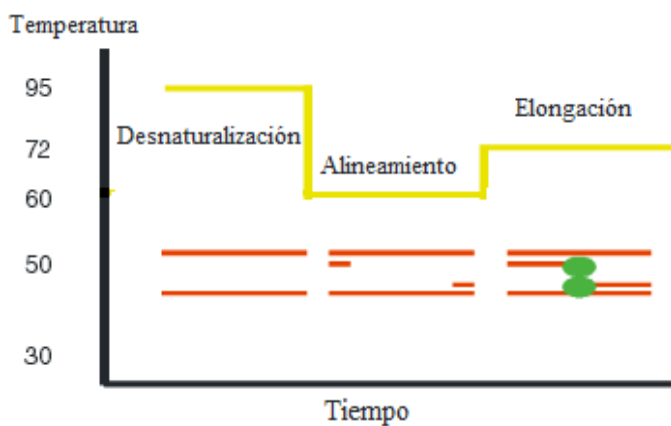 Temperatura
95
Elongación
Desnaturalización
72
Alineamiento
60
50
30
Tiempo